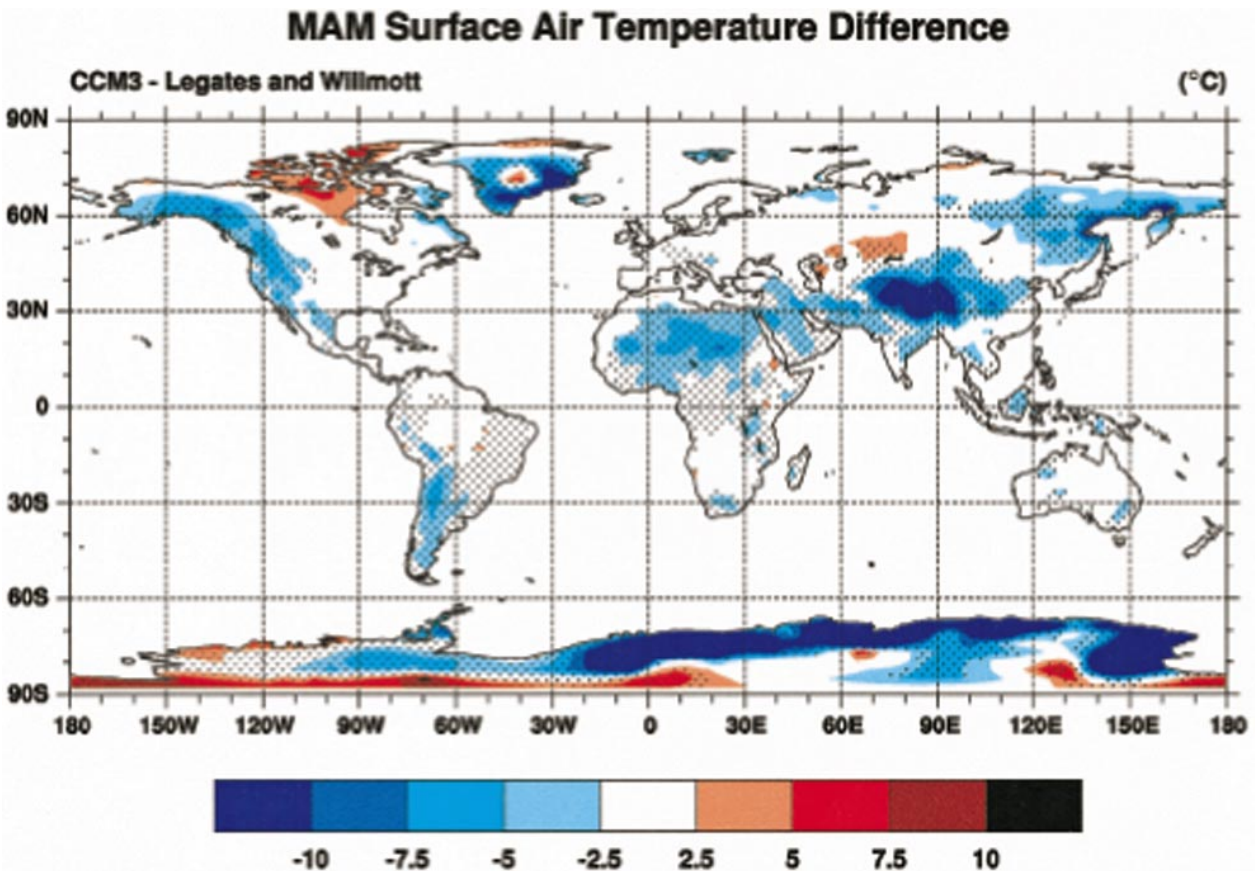 MAM Surface Air Temperature Difference
CCM3 - Legates and Willmott (°C)
90N
60N
30N
0
30S
60S
90S
180 150W 120W 90W 60W 30W 0 30E 60E 90E 120E 150E 180
-10 -7.5 -5 -2.5 2.5 5 7.5 10